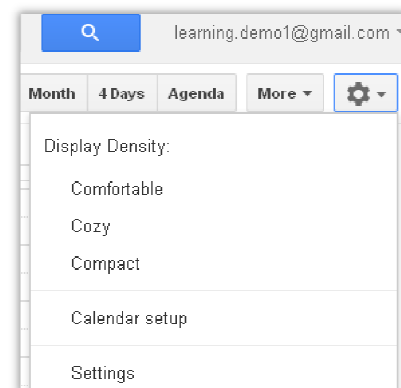 learning.demo1@gmail.com
Month 4 Days Agenda More
Display Density:
Comfortable
Cozy
Compact
Calendar setup
Settings